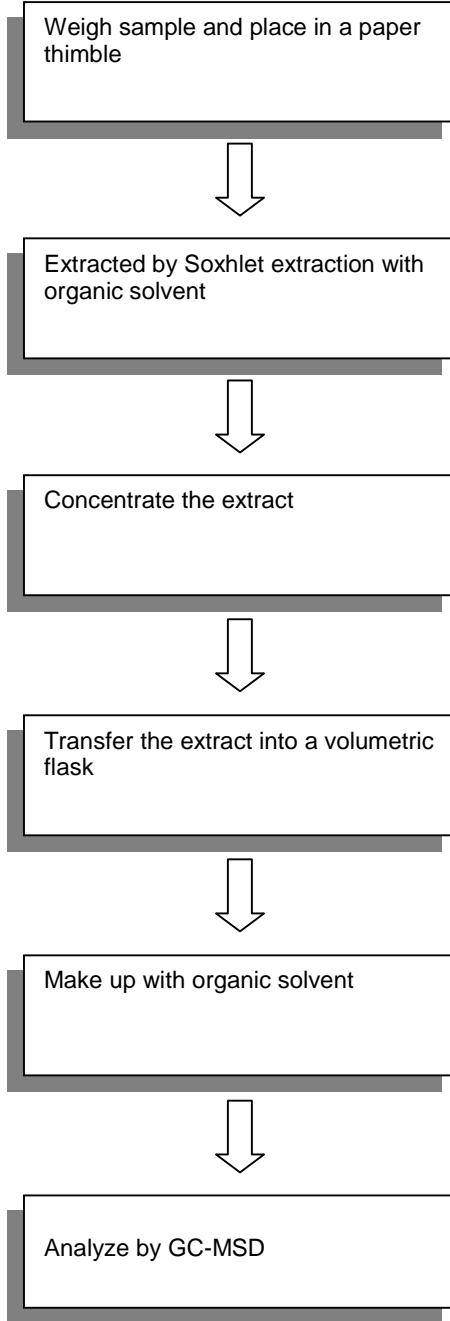 Weigh sample and place in a paper
thimble
Extracted by Soxhlet extraction with
organic solvent
Concentrate the extract
Transfer the extract into a volumetric
flask
Make up with organic solvent
Analyze by GC-MSD